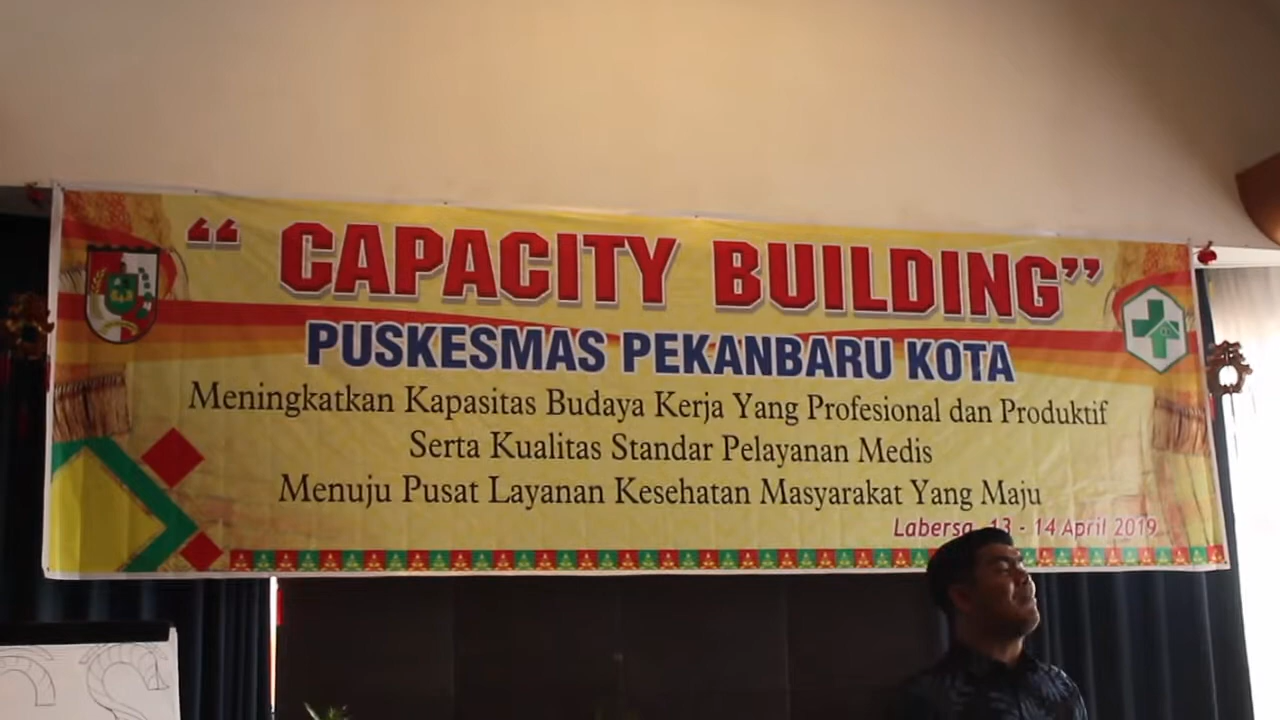 “ CAPACITY BUILDING”
PUSKESMAS PEKANBARU KOTA
Meningkatkan Kapasitas Budaya Kerja Yang Profesional dan Produktif
Serta Kualitas Standar Pelayanan Medis
Menuju Pusat Layanan Kesehatan Masyarakat Yang Maju
Labersa, 13 - 14 April 2019